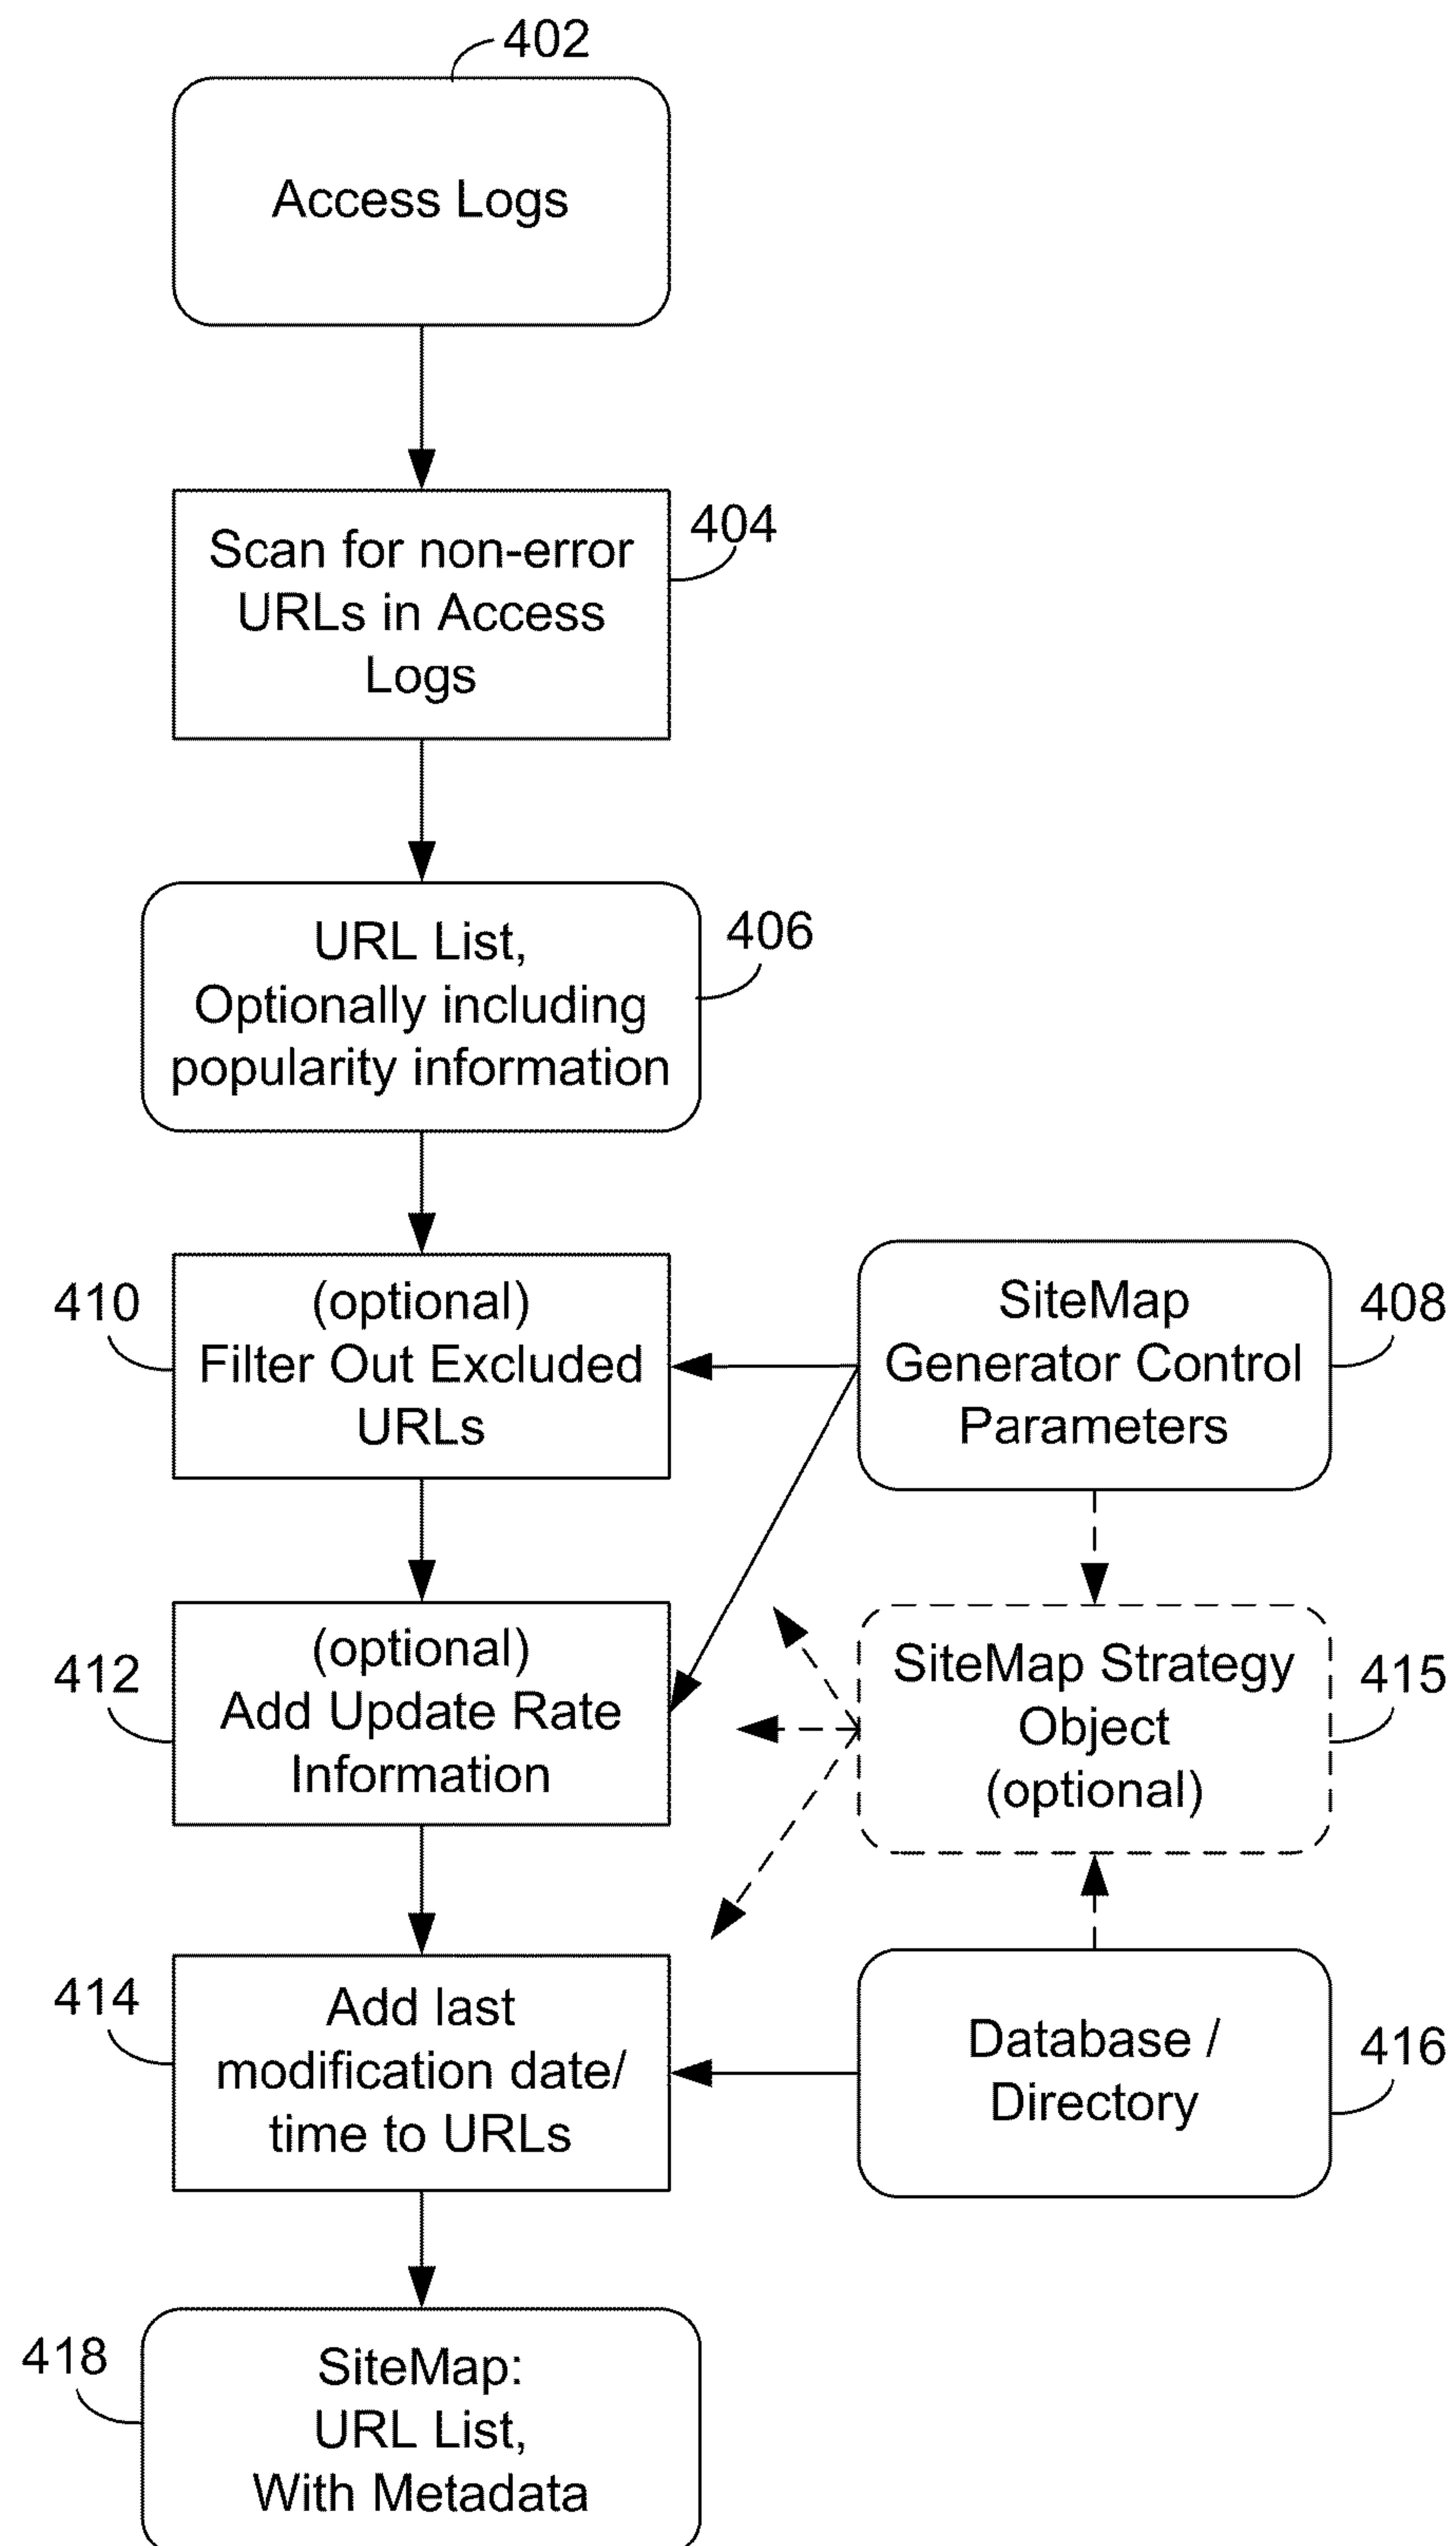 402
Access Logs
404
Scan for non-error
URLs in Access
Logs
406
URL List,
Optionally including
popularity information
410
(optional)
Filter Out Excluded
URLs
SiteMap
Generator Control
Parameters
408
412
(optional)
Add Update Rate
Information
SiteMap Strategy
Object
(optional)
415
414
Add last
modification date/
time to URLs
Database /
Directory
416
418
SiteMap:
URL List,
With Metadada